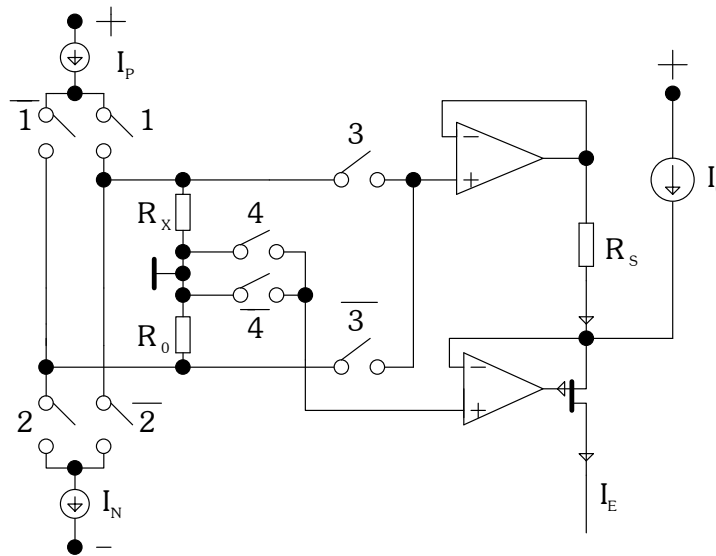 +
I_P
1̅ 1
3
+
−
+
I
R_X
4
R_S
4̅
R_0
3̅
−
+
2 2̅
I_N
I_E
−